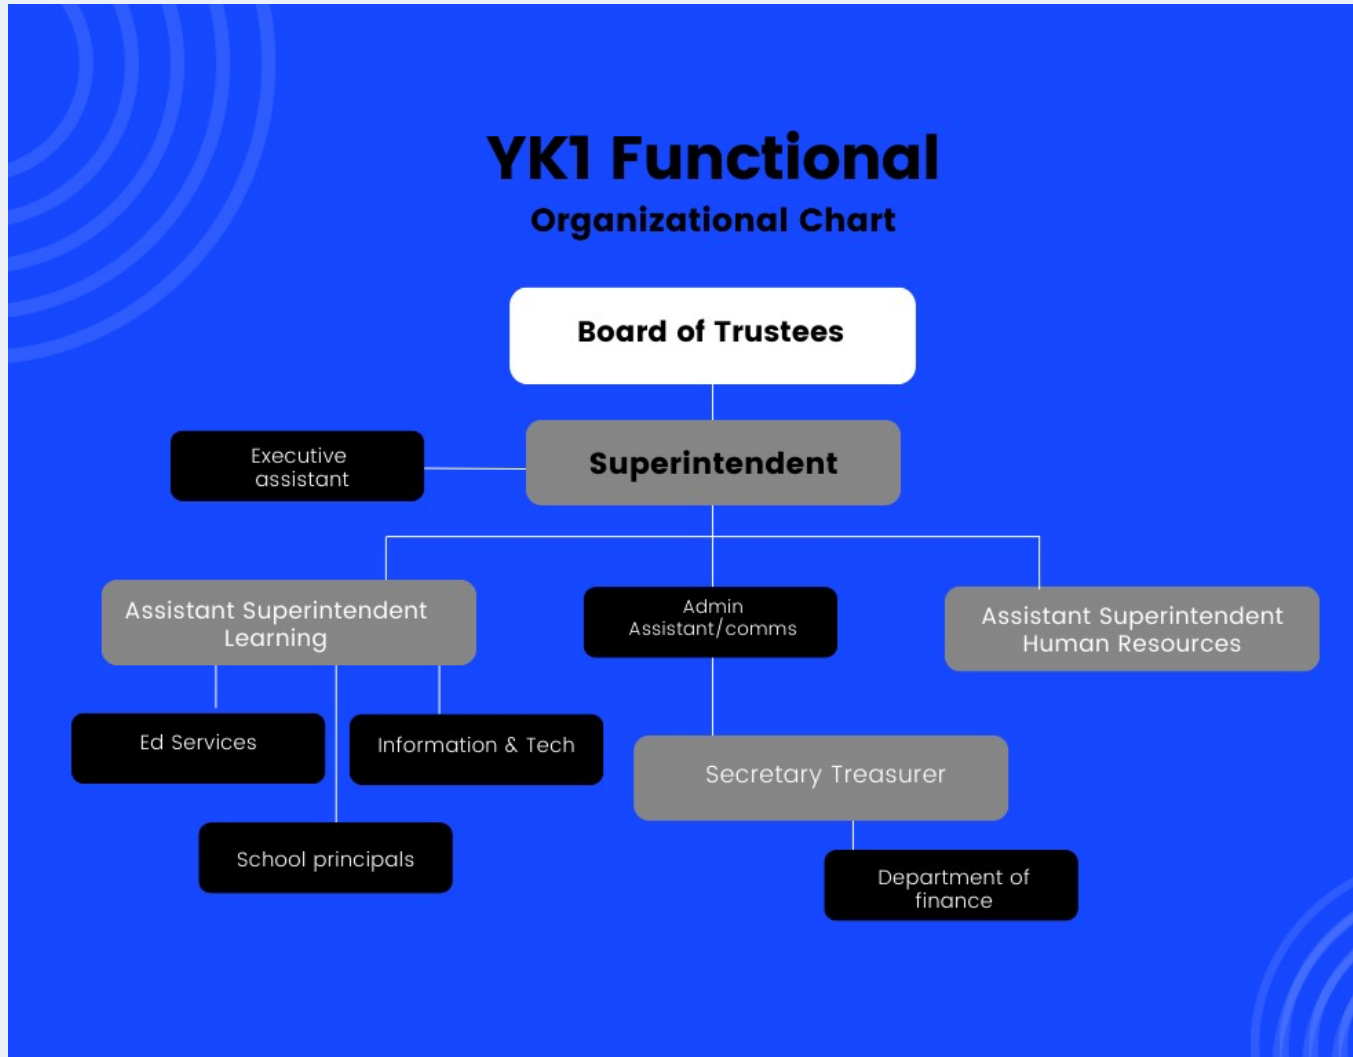 YK1 Functional
Organizational Chart
Board of Trustees
Executive
assistant
Superintendent
Assistant Superintendent
Learning
Admin
Assistant/comms
Assistant Superintendent
Human Resources
Ed Services
Information & Tech
Secretary Treasurer
School principals
Department of
finance